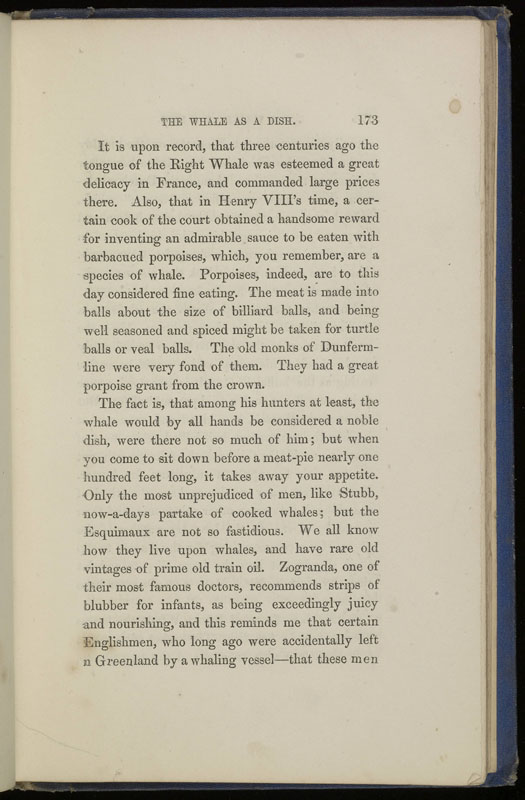 THE WHALE AS A DISH. 173
It is upon record, that three centuries ago the
tongue of the Right Whale was esteemed a great
delicacy in France, and commanded large prices
there. Also, that in Henry VIII's time, a cer-
tain cook of the court obtained a handsome reward
for inventing an admirable sauce to be eaten with
barbacued porpoises, which, you remember, are a
species of whale. Porpoises, indeed, are to this
day considered fine eating. The meat is made into
balls about the size of billiard balls, and being
well seasoned and spiced might be taken for turtle
balls or veal balls. The old monks of Dunferm-
line were very fond of them. They had a great
porpoise grant from the crown.
The fact is, that among his hunters at least, the
whale would by all hands be considered a noble
dish, were there not so much of him; but when
you come to sit down before a meat-pie nearly one
hundred feet long, it takes away your appetite.
Only the most unprejudiced of men, like Stubb,
now-a-days partake of cooked whales; but the
Esquimaux are not so fastidious. We all know
how they live upon whales, and have rare old
vintages of prime old train oil. Zogranda, one of
their most famous doctors, recommends strips of
blubber for infants, as being exceedingly juicy
and nourishing, and this reminds me that certain
Englishmen, who long ago were accidentally left
n Greenland by a whaling vessel—that these men